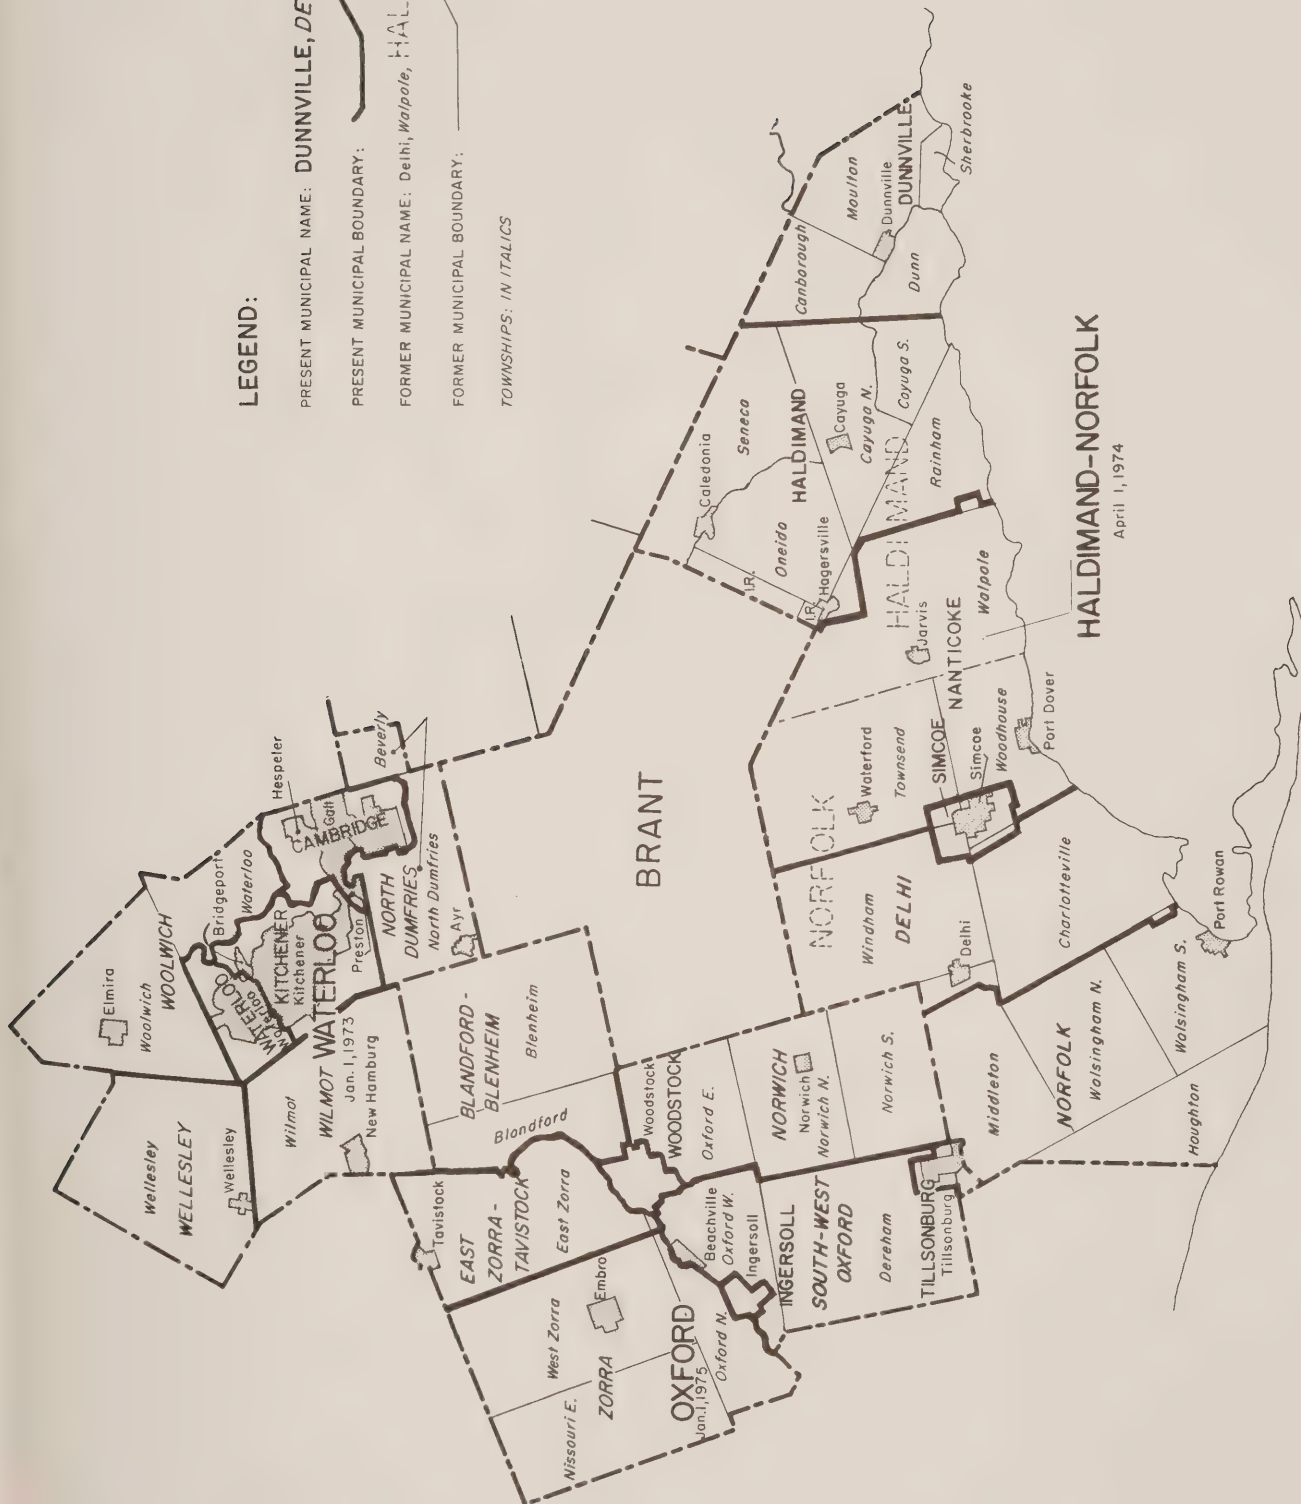 LEGEND:
PRESENT MUNICIPAL NAME: DUNNVILLE, DE
PRESENT MUNICIPAL BOUNDARY:
FORMER MUNICIPAL NAME: Delhi, Walpole, HAL
FORMER MUNICIPAL BOUNDARY:
TOWNSHIPS: IN ITALICS
Elmira
Woolwich
WOOLWICH
Wellesley
WELLESLEY
Wellesley
Bridgeport
Waterloo
Hespeler
Galt
CAMBRIDGE
Beverly
WATERLOO
Waterloo
KITCHENER
Kitchener
WATERLOO
Jan. 1, 1973
Preston
NORTH
DUMFRIES
North Dumfries
Ayr
Wilmot
WILMOT
New Hamburg
BLANDFORD-
BLENHEIM
Blenheim
Blandford
Tavistock
EAST
ZORRA-
TAVISTOCK
East Zorra
Woodstock
WOODSTOCK
Oxford E.
West Zorra
Embro
ZORRA
Nissouri E.
OXFORD
Jan. 1, 1975
Oxford N.
Beachville
Oxford W.
Ingersoll
INGERSOLL
SOUTH-WEST
OXFORD
Dereham
TILLSONBURG
Tillsonburg
NORWICH
Norwich
Norwich N.
Norwich S.
BRANT
Caledonia
Seneca
HALDIMAND
Cayuga
Cayuga N.
Cayuga S.
HALDIMAND
Rainham
Oneida
I.R.
I.R.
Hagersville
Canborough
Moulton
Dunnville
DUNNVILLE
Dunn
Sherbrooke
HALDIMAND-NORFOLK
April 1, 1974
Jarvis
NANTICOKE
Walpole
NORFOLK
Waterford
Townsend
SIMCOE
Simcoe
Woodhouse
Port Dover
Windham
DELHI
Delhi
Charlotteville
Middleton
NORFOLK
Walsingham N.
Walsingham S.
Port Rowan
Houghton